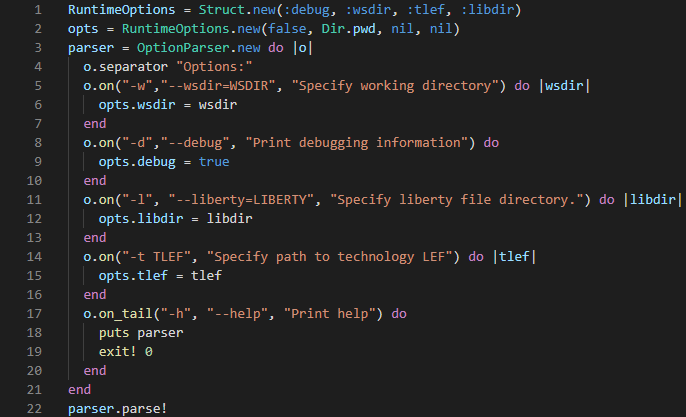 1 RuntimeOptions = Struct.new(:debug, :wsdir, :tlef, :libdir)
2 opts = RuntimeOptions.new(false, Dir.pwd, nil, nil)
3 parser = OptionParser.new do |o|
4   o.separator "Options:"
5   o.on("-w","--wsdir=WSDIR", "Specify working directory") do |wsdir|
6     opts.wsdir = wsdir
7   end
8   o.on("-d","--debug", "Print debugging information") do
9     opts.debug = true
10   end
11   o.on("-l", "--liberty=LIBERTY", "Specify liberty file directory.") do |libdir|
12     opts.libdir = libdir
13   end
14   o.on("-t TLEF", "Specify path to technology LEF") do |tlef|
15     opts.tlef = tlef
16   end
17   o.on_tail("-h", "--help", "Print help") do
18     puts parser
19     exit! 0
20   end
21 end
22 parser.parse!